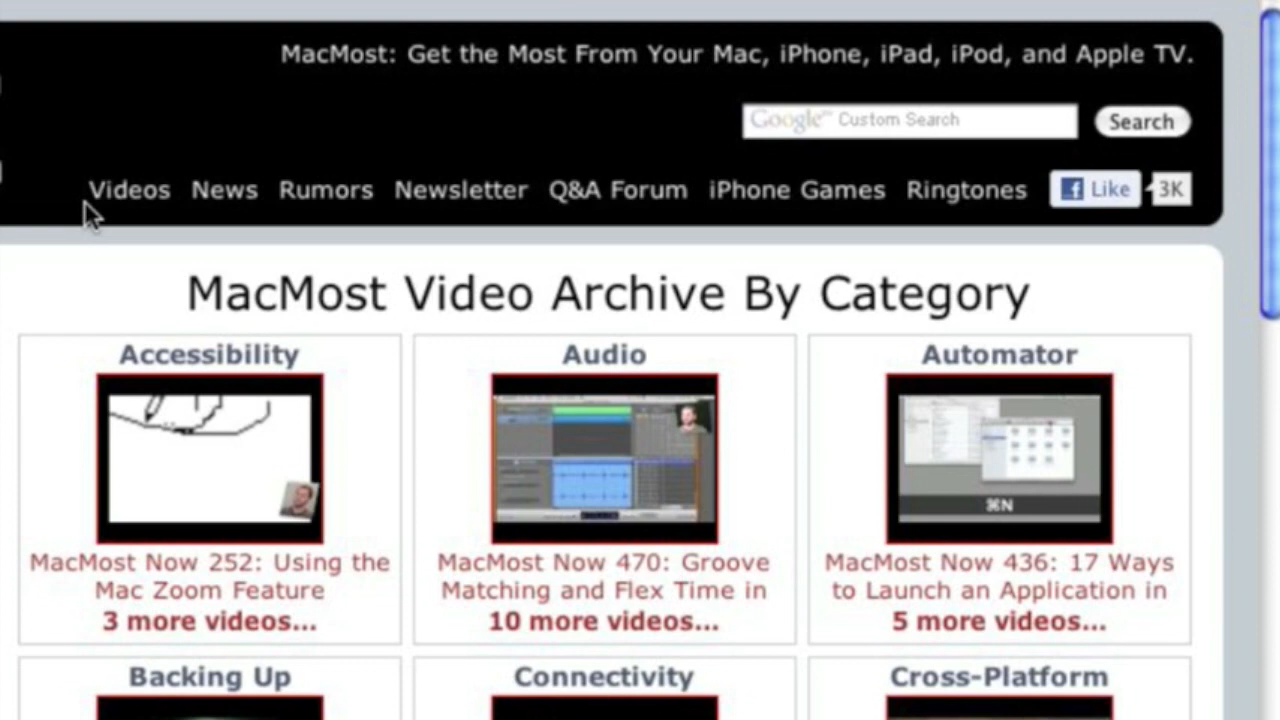 MacMost: Get the Most From Your Mac, iPhone, iPad, iPod, and Apple TV.
Google™ Custom Search
Search
Videos News Rumors Newsletter Q&A Forum iPhone Games Ringtones Like 3K
MacMost Video Archive By Category
Accessibility
MacMost Now 252: Using the
Mac Zoom Feature
3 more videos...
Audio
MacMost Now 470: Groove
Matching and Flex Time in
10 more videos...
Automator
⌘N
MacMost Now 436: 17 Ways
to Launch an Application in
5 more videos...
Backing Up
Connectivity
Cross-Platform